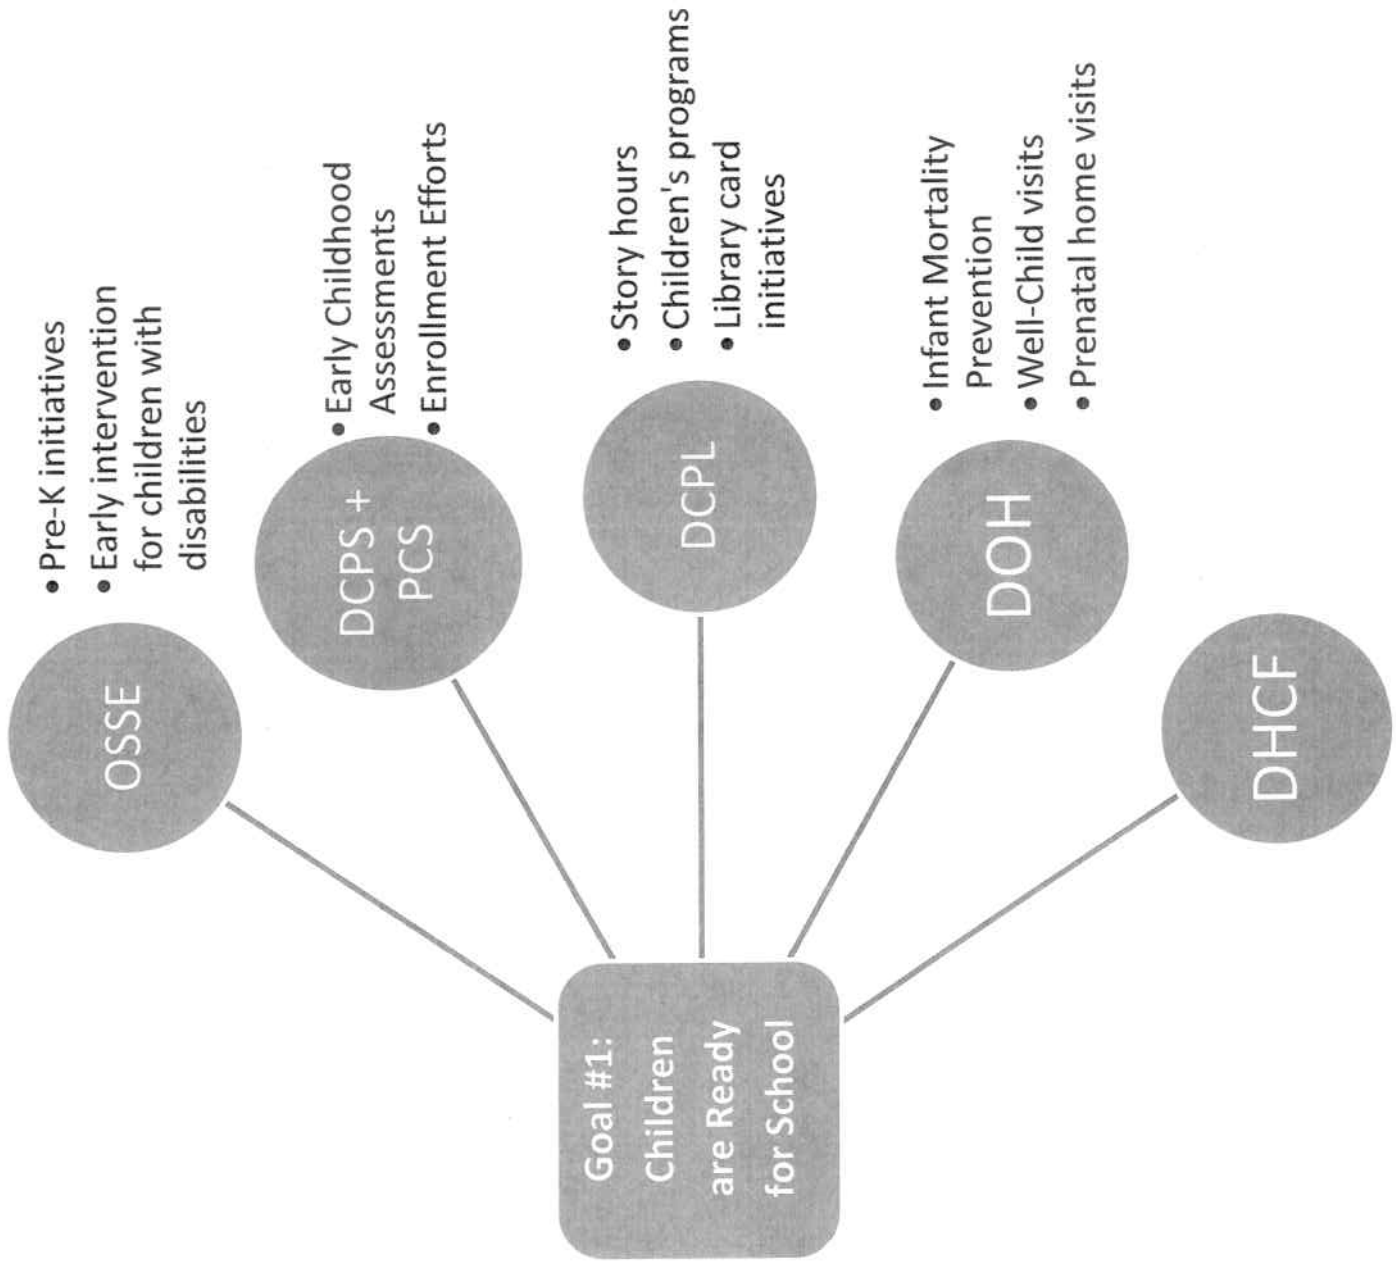 Goal #1:
Children
are Ready
for School
OSSE
• Pre-K initiatives
• Early intervention
for children with
disabilities
DCPS +
PCS
• Early Childhood
Assessments
• Enrollment Efforts
DCPL
• Story hours
• Children's programs
• Library card
initiatives
DOH
• Infant Mortality
Prevention
• Well-Child visits
• Prenatal home visits
DHCF